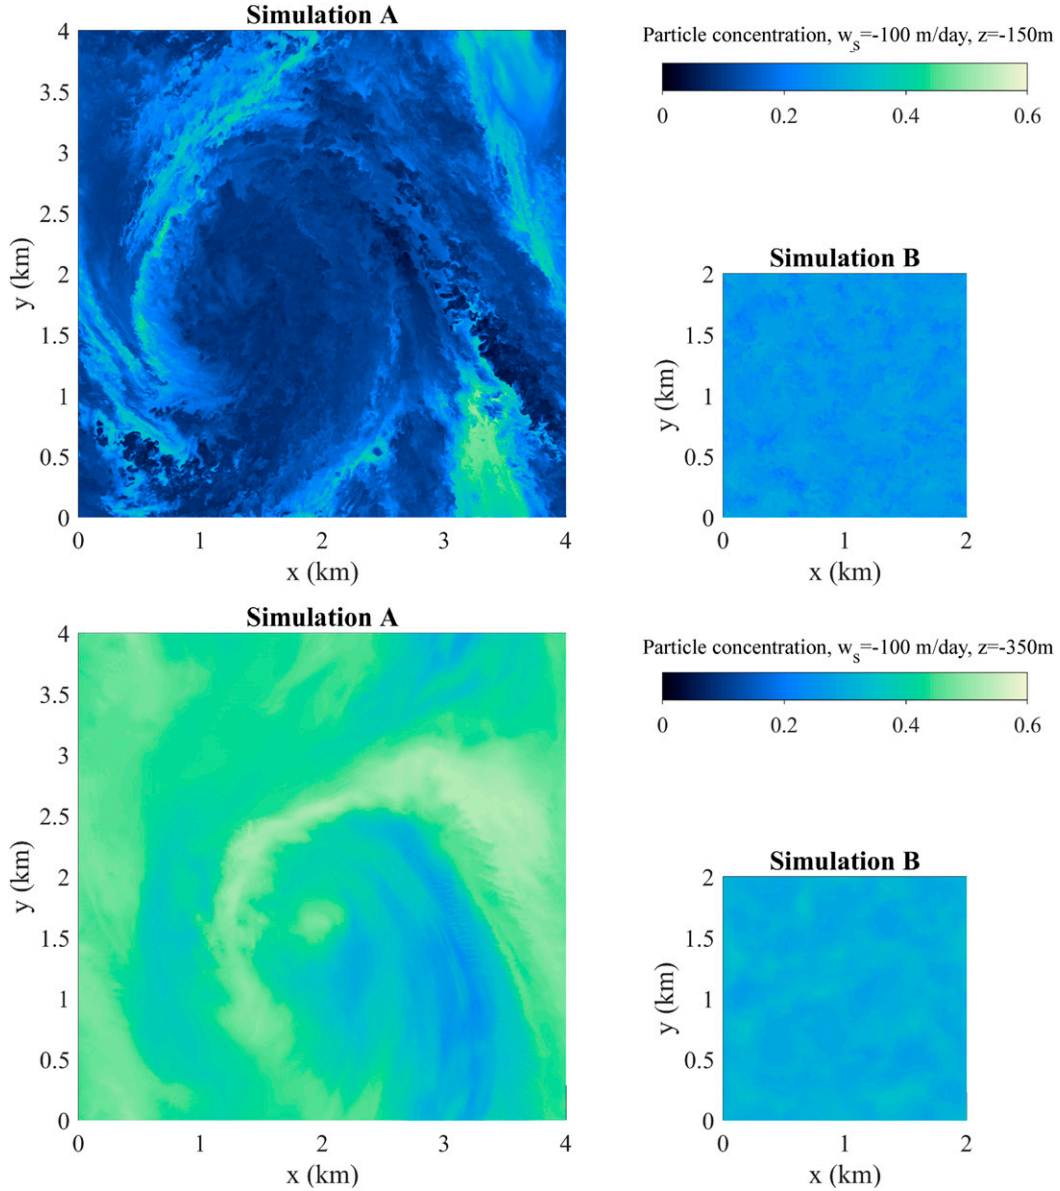 Simulation A
4
3.5
3
2.5
2
1.5
1
0.5
0
y (km)
0 1 2 3 4
x (km)
Particle concentration, w_s=-100 m/day, z=-150m
0 0.2 0.4 0.6
Simulation B
2
1.5
1
0.5
0
y (km)
0 1 2
x (km)
Simulation A
4
3.5
3
2.5
2
1.5
1
0.5
0
y (km)
0 1 2 3 4
x (km)
Particle concentration, w_s=-100 m/day, z=-350m
0 0.2 0.4 0.6
Simulation B
2
1.5
1
0.5
0
y (km)
0 1 2
x (km)